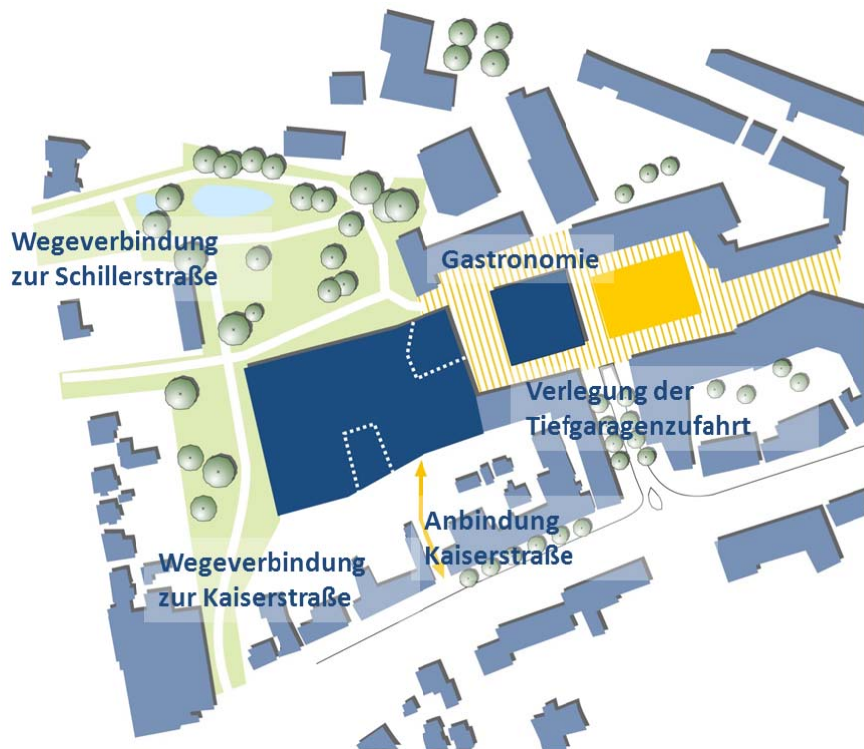 Wegeverbindung
zur Schillerstraße
Gastronomie
Verlegung der
Tiefgaragenzufahrt
Anbindung
Kaiserstraße
Wegeverbindung
zur Kaiserstraße